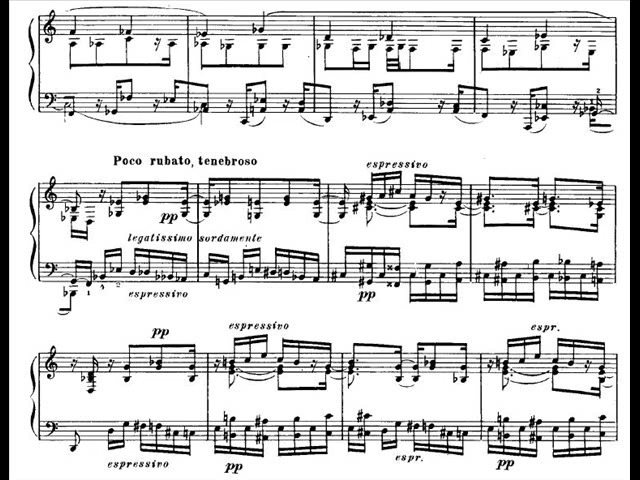 Poco rubato, tenebroso
espressivo
pp
legatissimo sordamente
espressivo
pp
pp
espressivo
espr.
espressivo
pp
espr.
pp